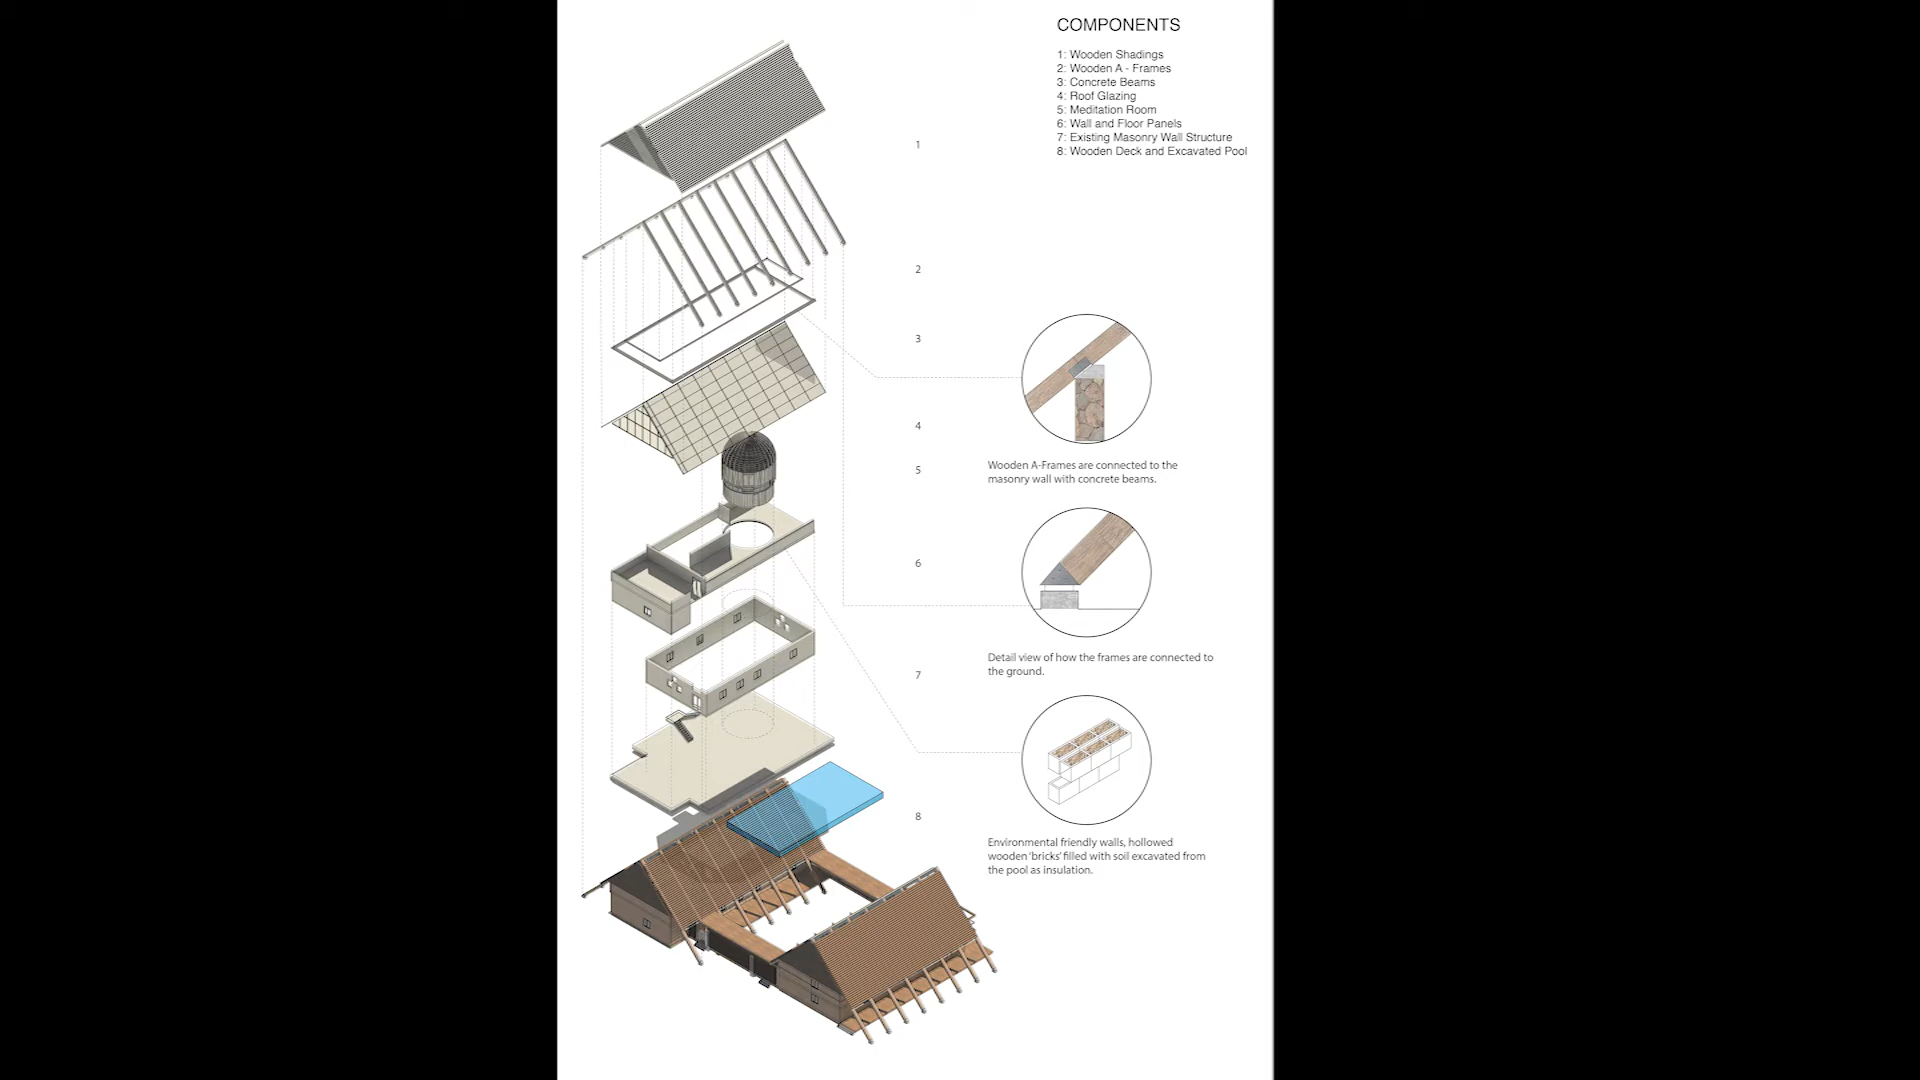 COMPONENTS
1: Wooden Shadings
2: Wooden A - Frames
3: Concrete Beams
4: Roof Glazing
5: Meditation Room
6: Wall and Floor Panels
7: Existing Masonry Wall Structure
8: Wooden Deck and Excavated Pool
1
2
3
4
5
6
7
8
Wooden A-Frames are connected to the
masonry wall with concrete beams.
Detail view of how the frames are connected to
the ground.
Environmental friendly walls, hollowed
wooden 'bricks' filled with soil excavated from
the pool as insulation.